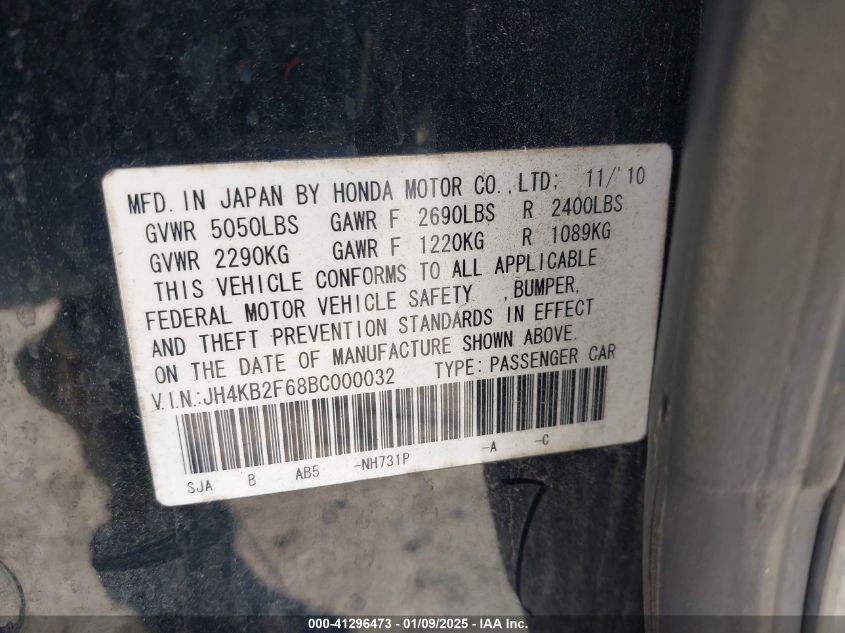 MFD. IN JAPAN BY HONDA MOTOR CO.,LTD; 11/'10
GVWR 5050LBS GAWR F 2690LBS R 2400LBS
GVWR 2290KG GAWR F 1220KG R 1089KG
THIS VEHICLE CONFORMS TO ALL APPLICABLE
FEDERAL MOTOR VEHICLE SAFETY ,BUMPER,
AND THEFT PREVENTION STANDARDS IN EFFECT
ON THE DATE OF MANUFACTURE SHOWN ABOVE.
V.I.N.:JH4KB2F68BC000032 TYPE: PASSENGER CAR
SJA B AB5 -NH731P -A -C
000-41296473 - 01/09/2025 - IAA Inc.